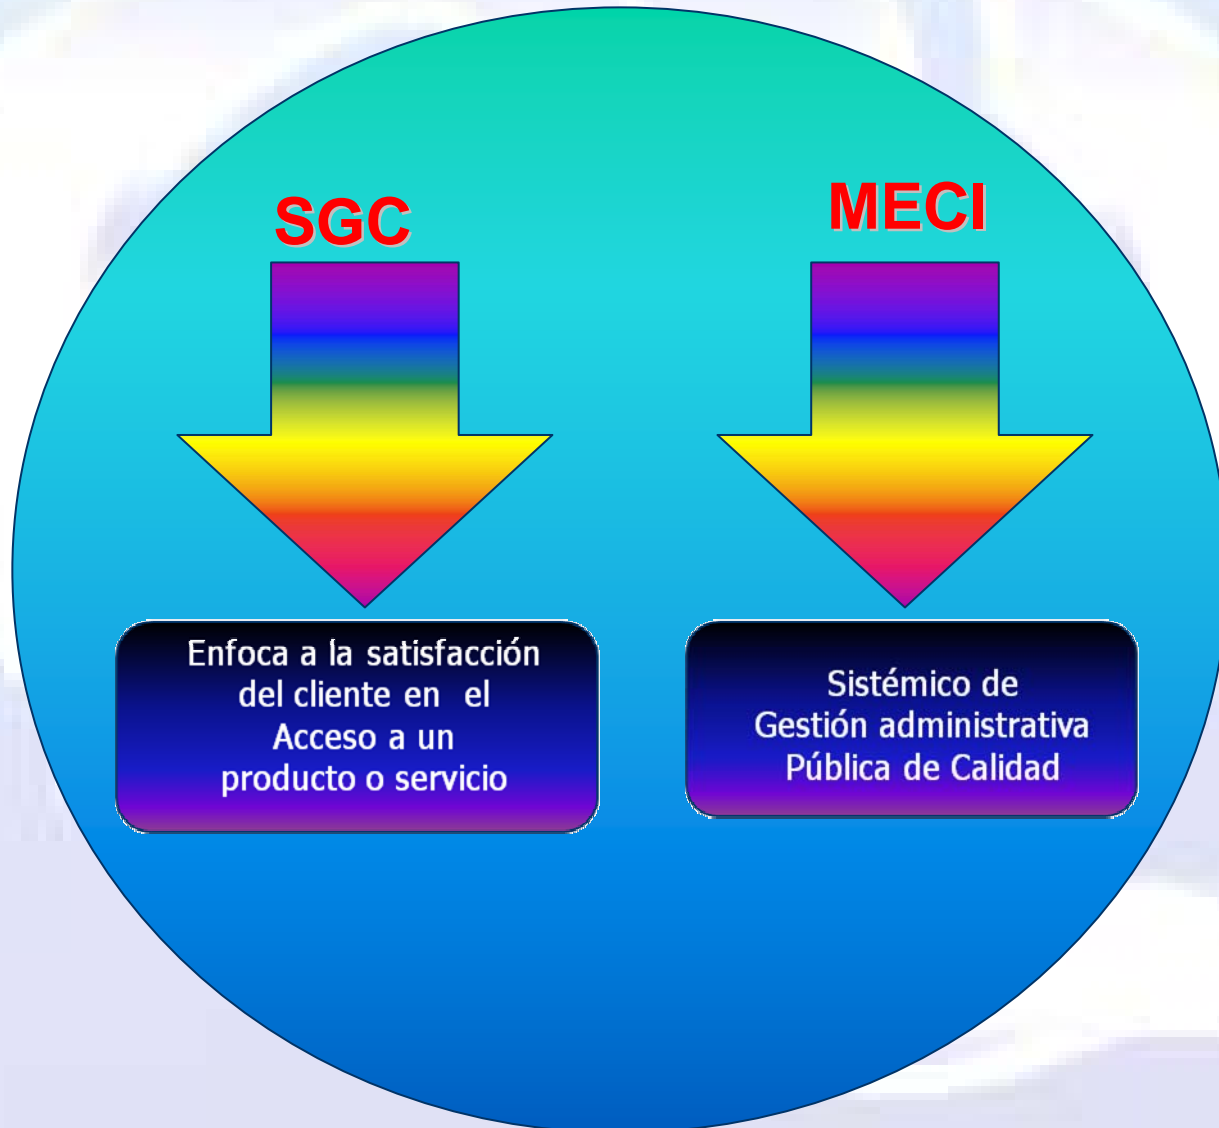 SGC
Enfoca a la satisfacción
del cliente en el
Acceso a un
producto o servicio
MECI
Sistémico de
Gestión administrativa
Pública de Calidad